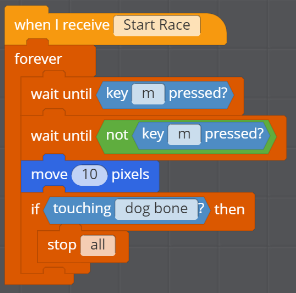 when I receive Start Race
forever
wait until key m pressed?
wait until not key m pressed?
move 10 pixels
if touching dog bone ? then
stop all